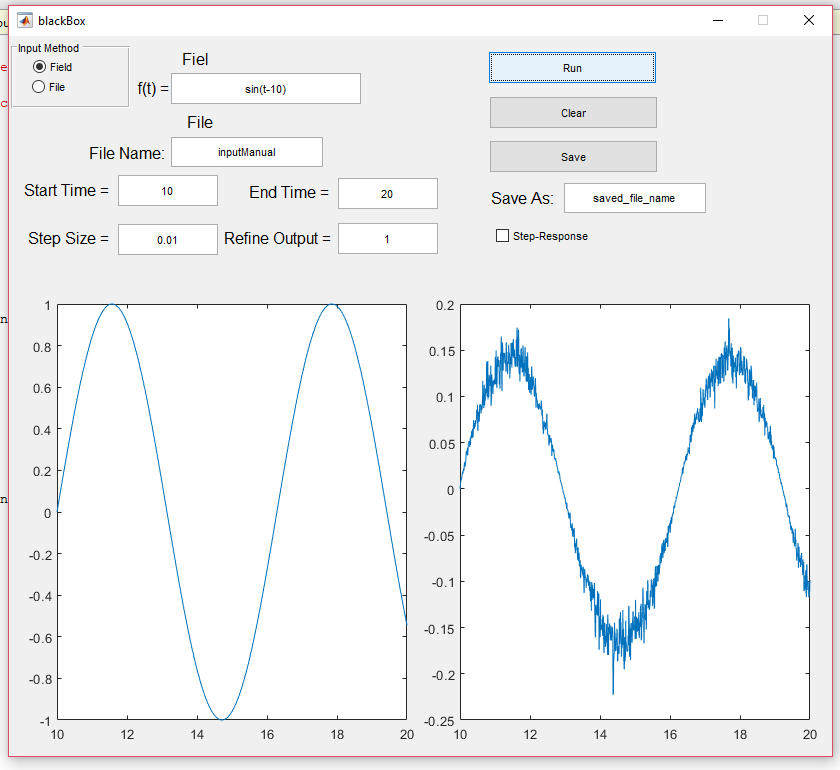 blackBox
Input Method
Field
File
Fiel
f(t) = sin(t-10)
File
File Name: inputManual
Start Time = 10
End Time = 20
Step Size = 0.01
Refine Output = 1
Run
Clear
Save
Save As: saved_file_name
Step-Response
1
0.8
0.6
0.4
0.2
0
-0.2
-0.4
-0.6
-0.8
-1
10 12 14 16 18 20
0.2
0.15
0.1
0.05
0
-0.05
-0.1
-0.15
-0.2
-0.25
10 12 14 16 18 20